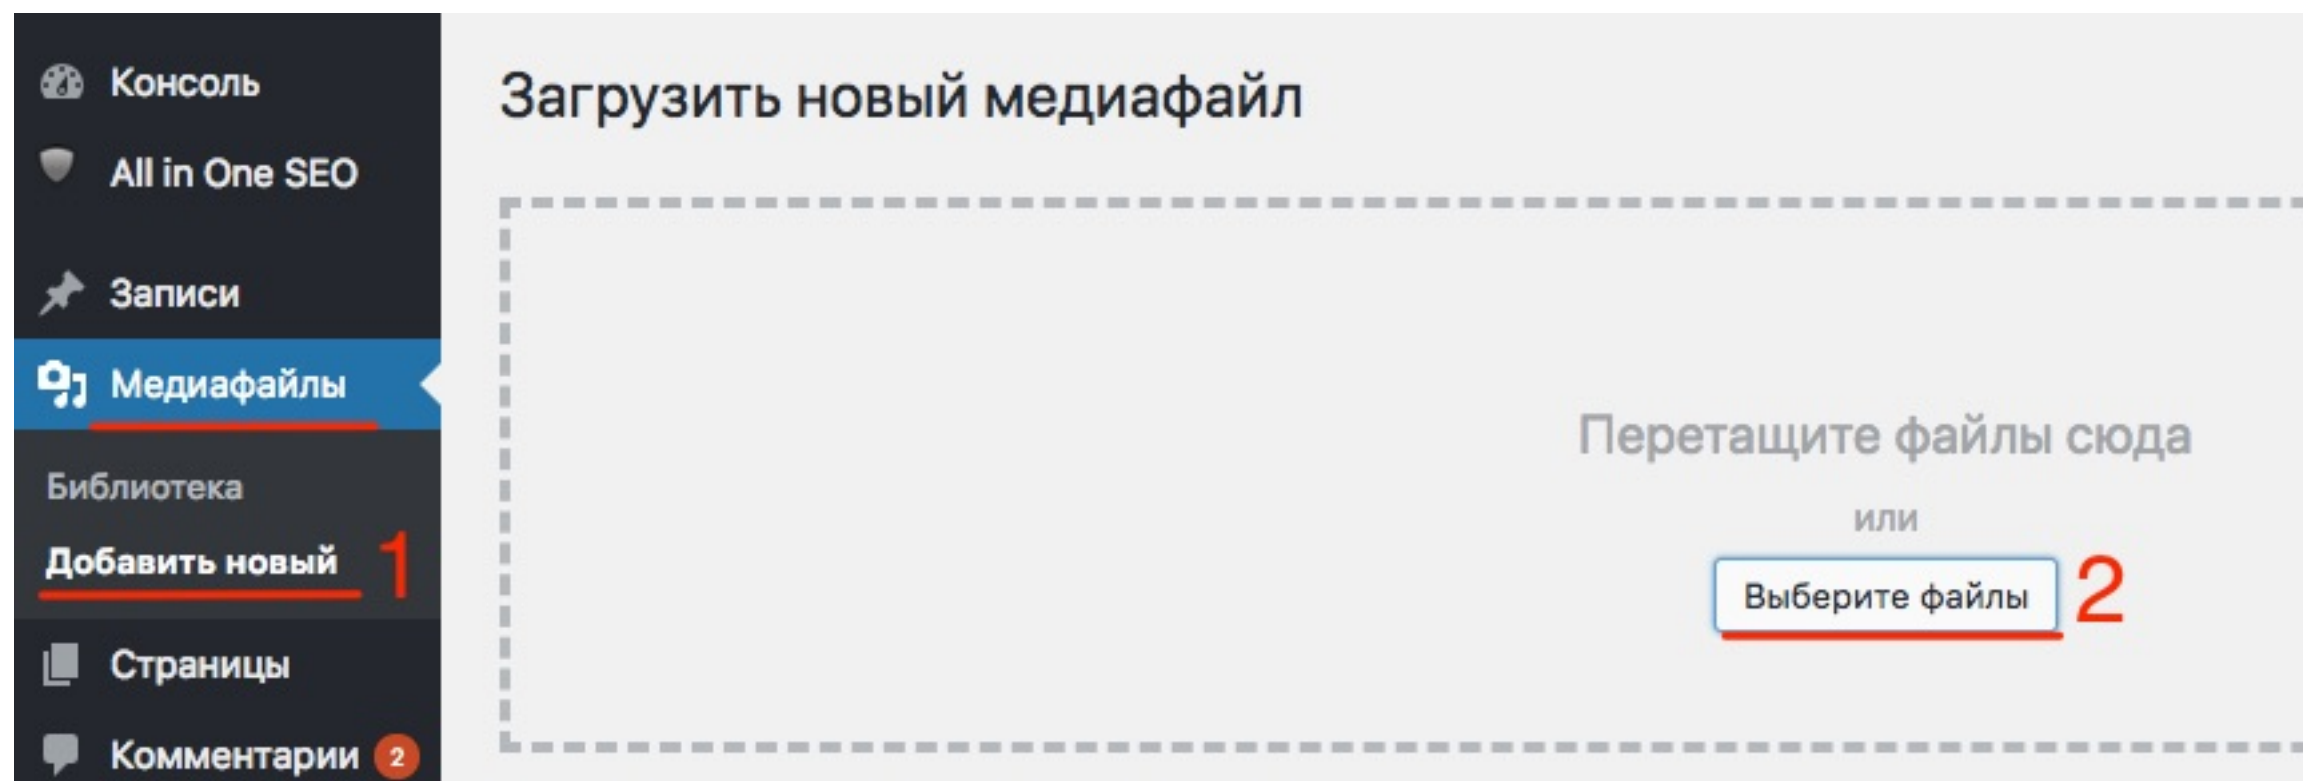 Консоль
All in One SEO
Записи
Медиафайлы
Библиотека
Добавить новый 1
Страницы
Комментарии 2
Загрузить новый медиафайл
Перетащите файлы сюда
или
Выберите файлы 2